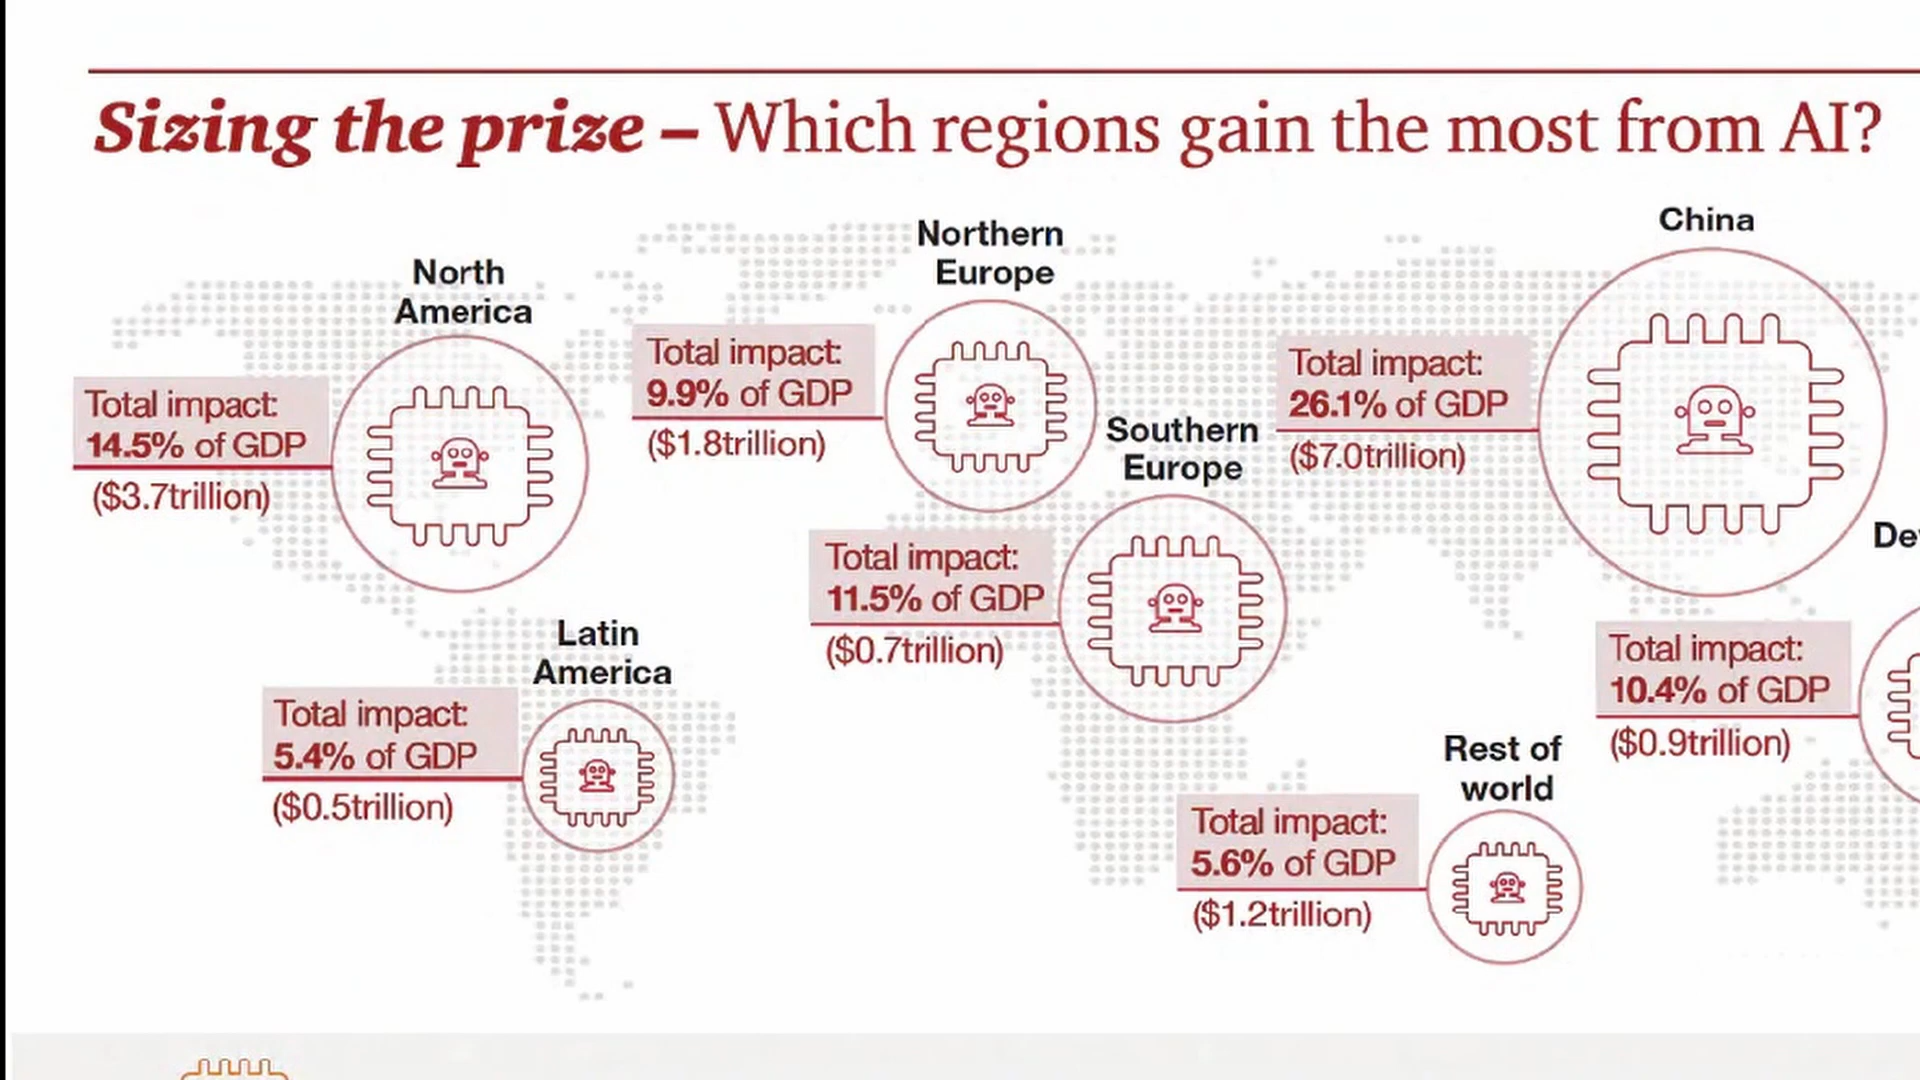 Sizing the prize – Which regions gain the most from AI?
North
America
Total impact:
14.5% of GDP
($3.7trillion)
Northern
Europe
Total impact:
9.9% of GDP
($1.8trillion)
China
Total impact:
26.1% of GDP
($7.0trillion)
Southern
Europe
Total impact:
11.5% of GDP
($0.7trillion)
Latin
America
Total impact:
5.4% of GDP
($0.5trillion)
Total impact:
10.4% of GDP
($0.9trillion)
Rest of
world
Total impact:
5.6% of GDP
($1.2trillion)